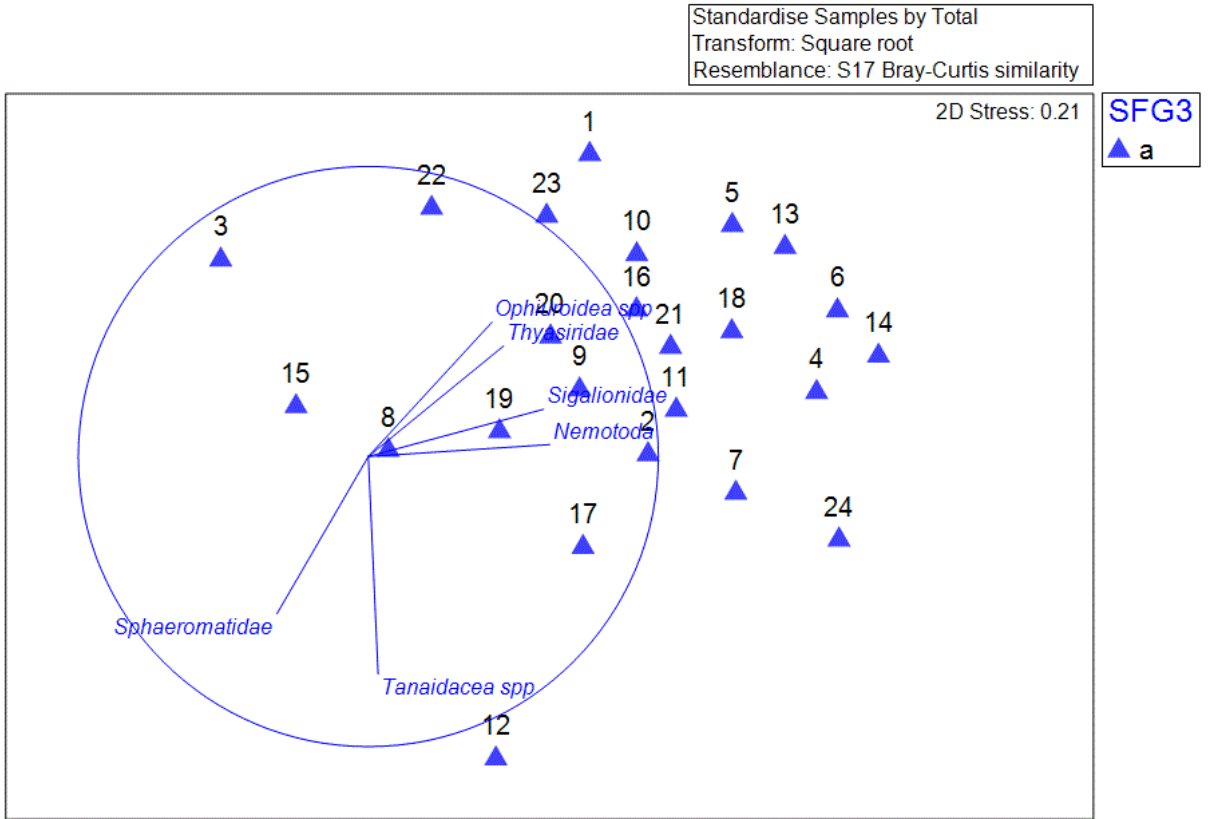 Standardise Samples by Total
Transform: Square root
Resemblance: S17 Bray-Curtis similarity
2D Stress: 0.21
SFG3
a
1
22
23
5
3
13
10
16
6
20
Ophiuroidea spp
21
18
14
Thyasiridae
9
4
15
11
Sigalionidae
19
8
2
Nemotoda
7
17
24
Sphaeromatidae
Tanaidacea spp
12